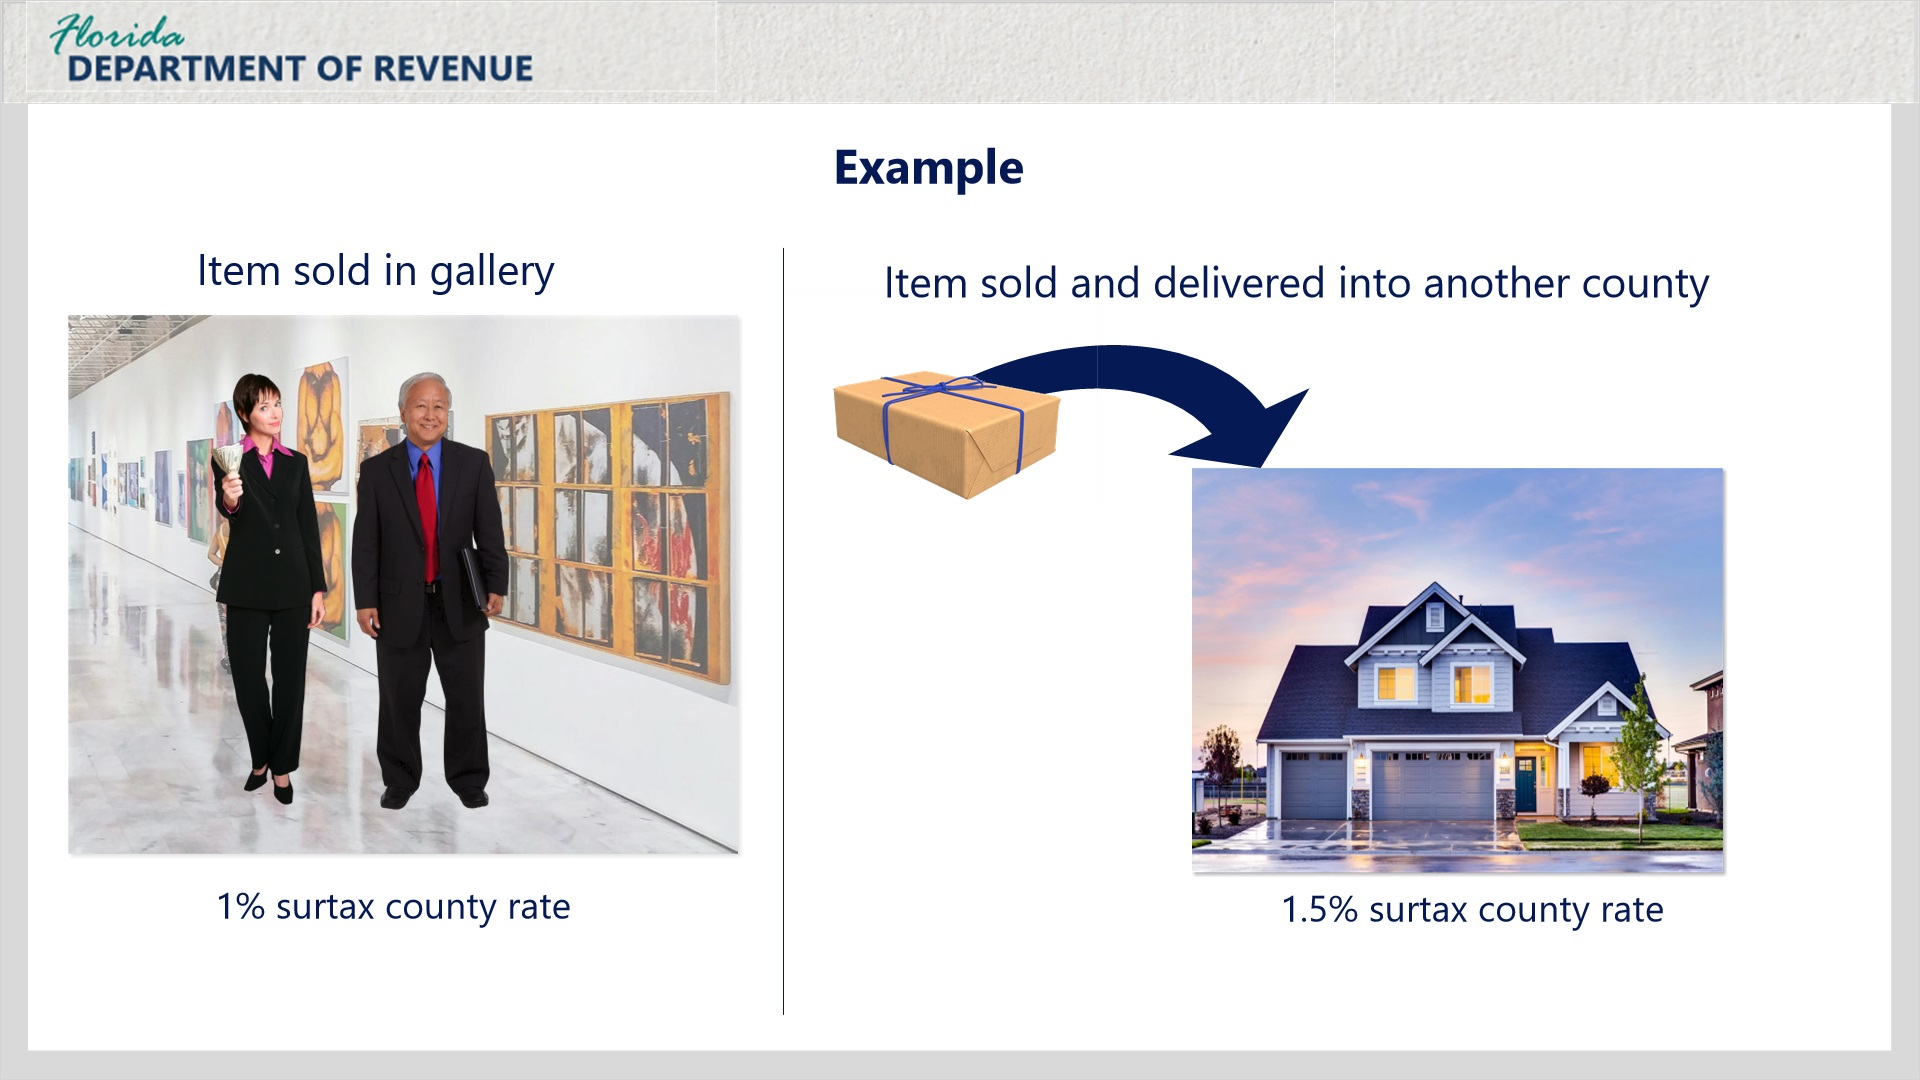 Florida
DEPARTMENT OF REVENUE
Example
Item sold in gallery
Item sold and delivered into another county
1% surtax county rate
1.5% surtax county rate